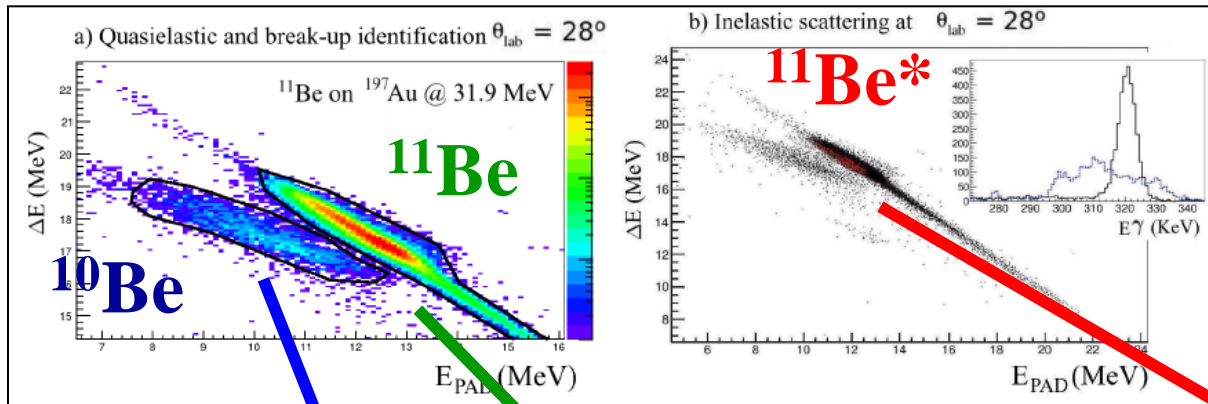 a) Quasielastic and break-up identification θlab = 28°
¹¹Be on ¹⁹⁷Au @ 31.9 MeV
¹¹Be
¹⁰Be
ΔE (MeV)
22
21
20
19
18
17
16
15
7 8 9 10 11 12 13 14 15 16
E_PAD (MeV)
b) Inelastic scattering at θlab = 28°
¹¹Be*
ΔE (MeV)
24
22
20
18
16
14
12
10
8
6 8 10 12 14 16 18 20 22 24
E_PAD (MeV)
450
400
350
300
250
200
150
100
50
0
280 290 300 310 320 330 340
Eγ (KeV)